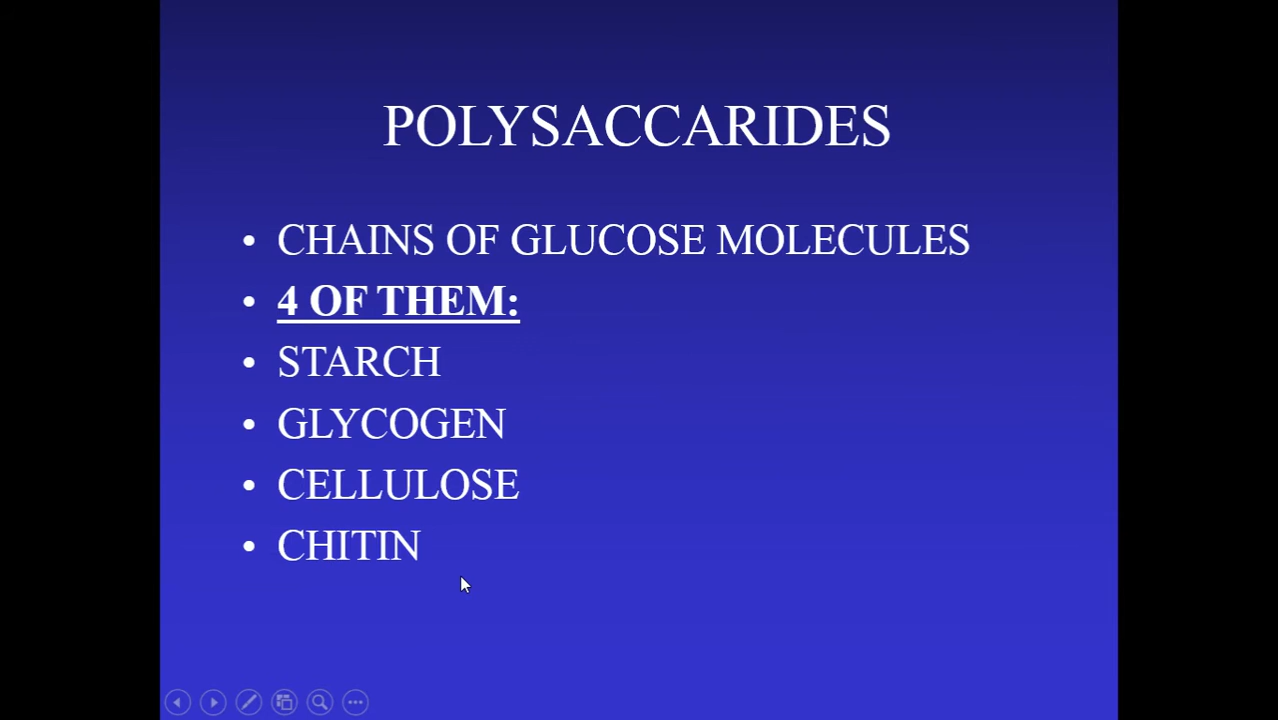 POLYSACCARIDES
• CHAINS OF GLUCOSE MOLECULES
• 4 OF THEM:
• STARCH
• GLYCOGEN
• CELLULOSE
• CHITIN